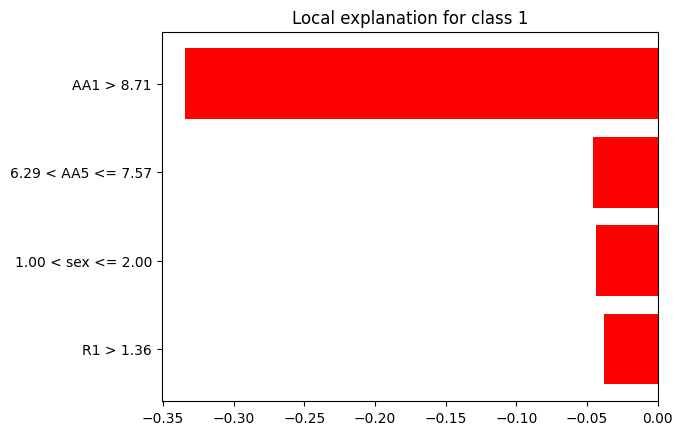 Local explanation for class 1
AA1 > 8.71
6.29 < AA5 <= 7.57
1.00 < sex <= 2.00
R1 > 1.36
−0.35 −0.30 −0.25 −0.20 −0.15 −0.10 −0.05 0.00